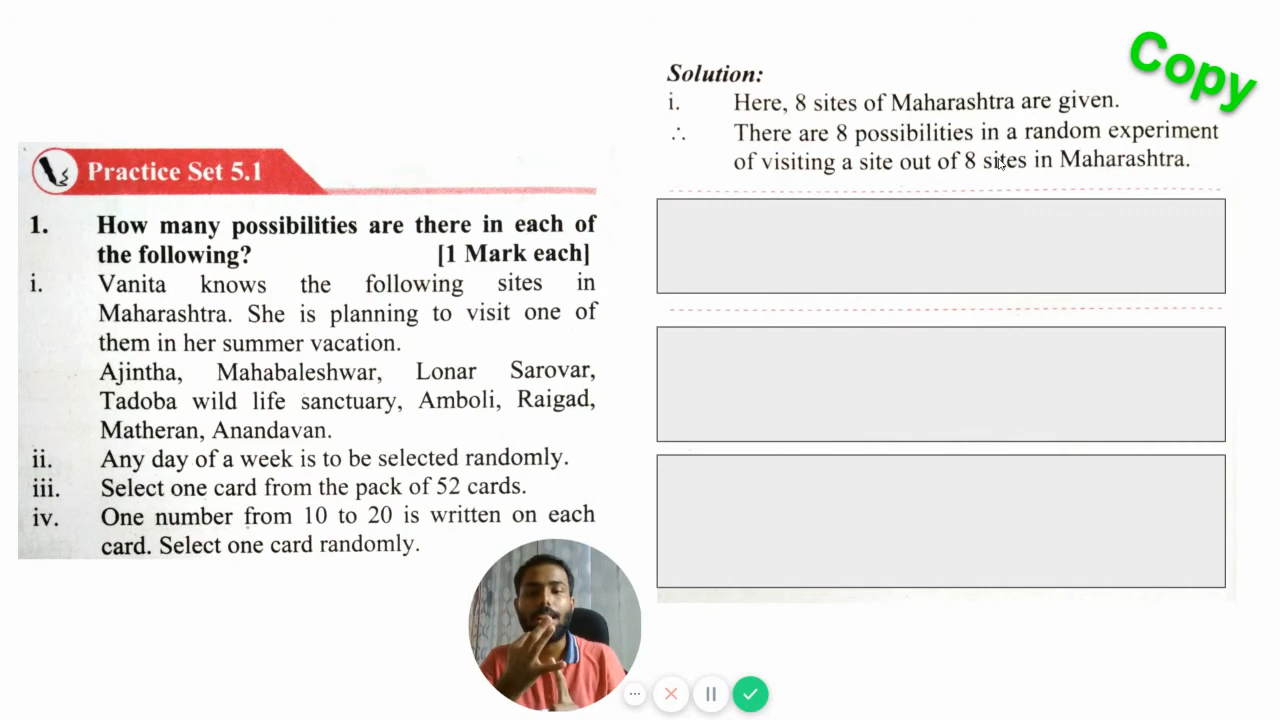 Practice Set 5.1
1. How many possibilities are there in each of
the following? [1 Mark each]
i. Vanita knows the following sites in
Maharashtra. She is planning to visit one of
them in her summer vacation.
Ajintha, Mahabaleshwar, Lonar Sarovar,
Tadoba wild life sanctuary, Amboli, Raigad,
Matheran, Anandavan.
ii. Any day of a week is to be selected randomly.
iii. Select one card from the pack of 52 cards.
iv. One number from 10 to 20 is written on each
card. Select one card randomly.
Copy
Solution:
i. Here, 8 sites of Maharashtra are given.
∴ There are 8 possibilities in a random experiment
of visiting a site out of 8 sites in Maharashtra.